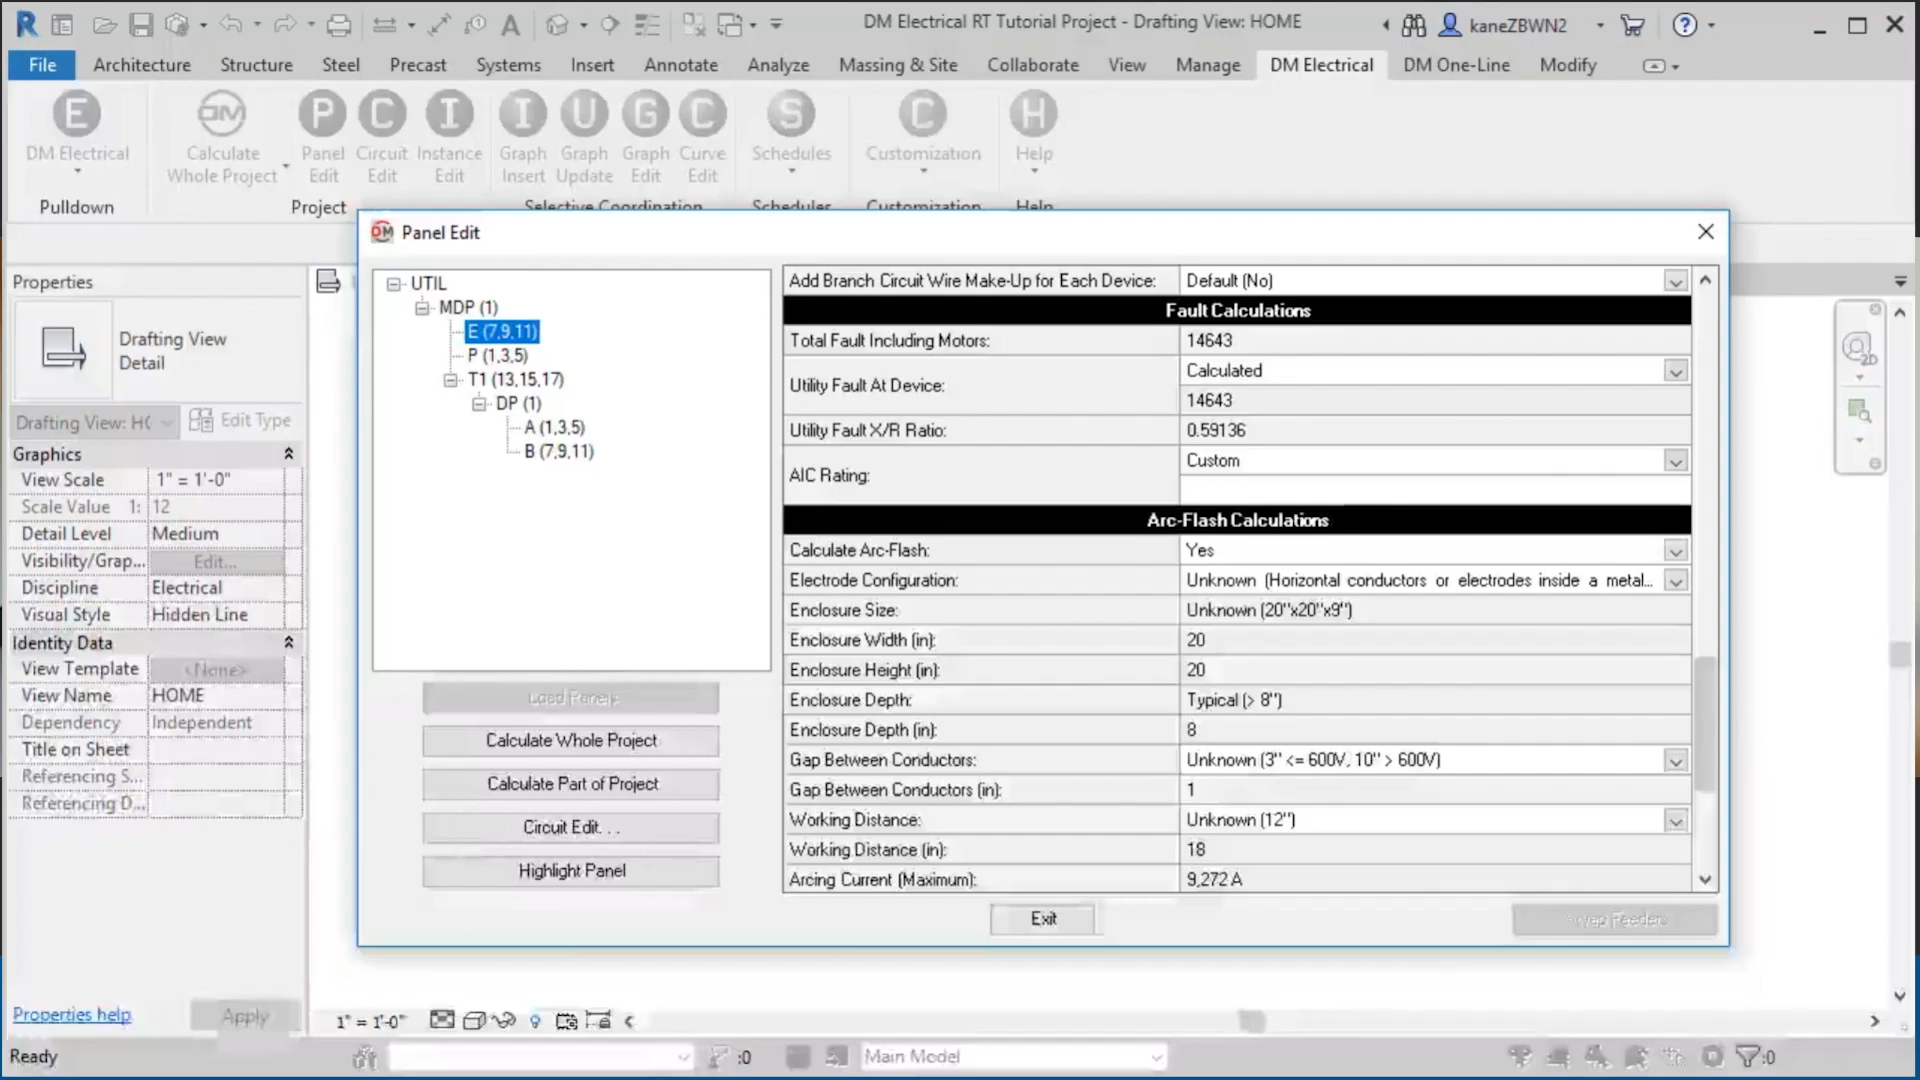 DM Electrical RT Tutorial Project - Drafting View: HOME
kaneZBWN2
File Architecture Structure Steel Precast Systems Insert Annotate Analyze Massing & Site Collaborate View Manage DM Electrical DM One-Line Modify
DM Electrical
Calculate Whole Project
Panel Edit
Circuit Edit
Instance Edit
Graph Insert
Graph Update
Graph Edit
Curve Edit
Schedules
Customization
Help
Pulldown
Project
Selective Coordination
Schedules
Customization
Help
Panel Edit
Properties
Drafting View
Detail
Drafting View: HO
Edit Type
Graphics
View Scale 1" = 1'-0"
Scale Value 1: 12
Detail Level Medium
Visibility/Grap... Edit...
Discipline Electrical
Visual Style Hidden Line
Identity Data
View Template <None>
View Name HOME
Dependency Independent
Title on Sheet
Referencing S...
Referencing D...
Properties help
Apply
UTIL
MDP (1)
E (7,9,11)
P (1,3,5)
T1 (13,15,17)
DP (1)
A (1,3,5)
B (7,9,11)
Load Panels
Calculate Whole Project
Calculate Part of Project
Circuit Edit. . .
Highlight Panel
Add Branch Circuit Wire Make-Up for Each Device: Default (No)
Fault Calculations
Total Fault Including Motors: 14643
Utility Fault At Device: Calculated
14643
Utility Fault X/R Ratio: 0.59136
AIC Rating: Custom
Arc-Flash Calculations
Calculate Arc-Flash: Yes
Electrode Configuration: Unknown (Horizontal conductors or electrodes inside a metal...
Enclosure Size: Unknown (20"x20"x9")
Enclosure Width (in): 20
Enclosure Height (in): 20
Enclosure Depth: Typical (> 8")
Enclosure Depth (in): 8
Gap Between Conductors: Unknown (3" <= 600V, 10" > 600V)
Gap Between Conductors (in): 1
Working Distance: Unknown (12")
Working Distance (in): 18
Arcing Current (Maximum): 9,272 A
Exit
Swap Feeders
1" = 1'-0"
Ready
:0
Main Model
:0